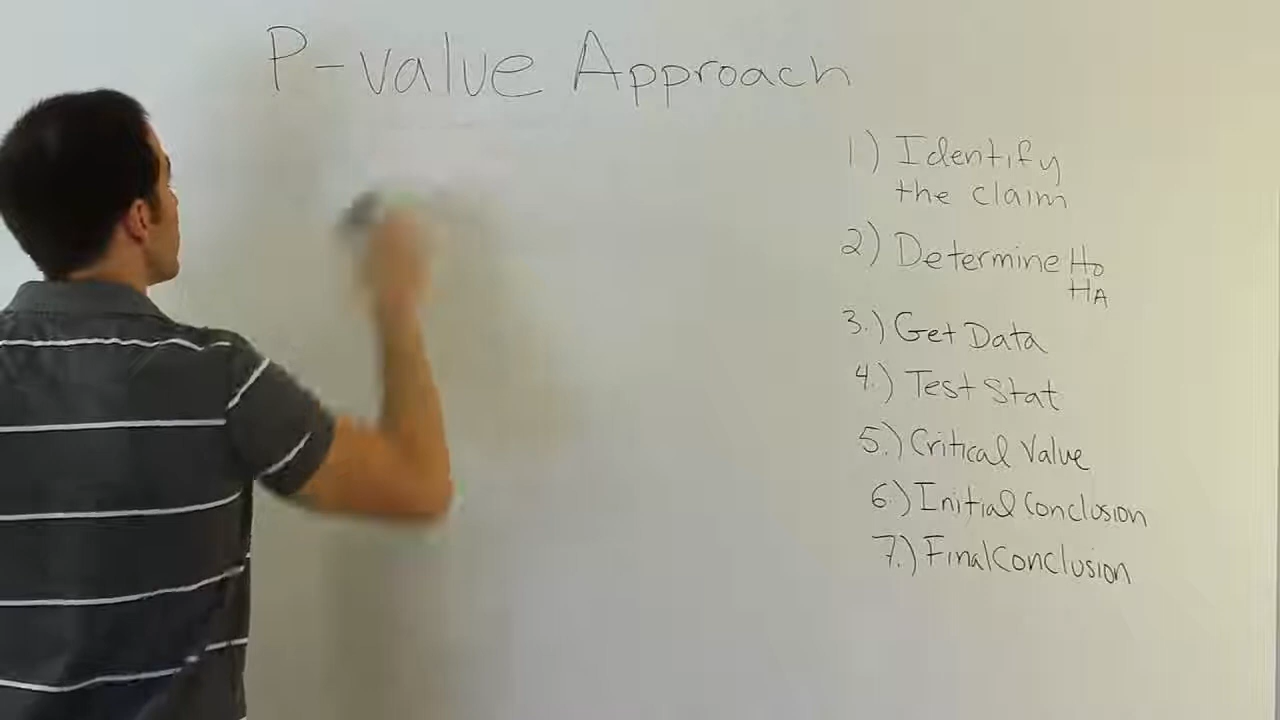 P-value Approach
1.) Identify
the claim
2.) Determine H0
HA
3.) Get Data
4.) Test Stat
5.) Critical Value
6.) Initial Conclusion
7.) Final Conclusion